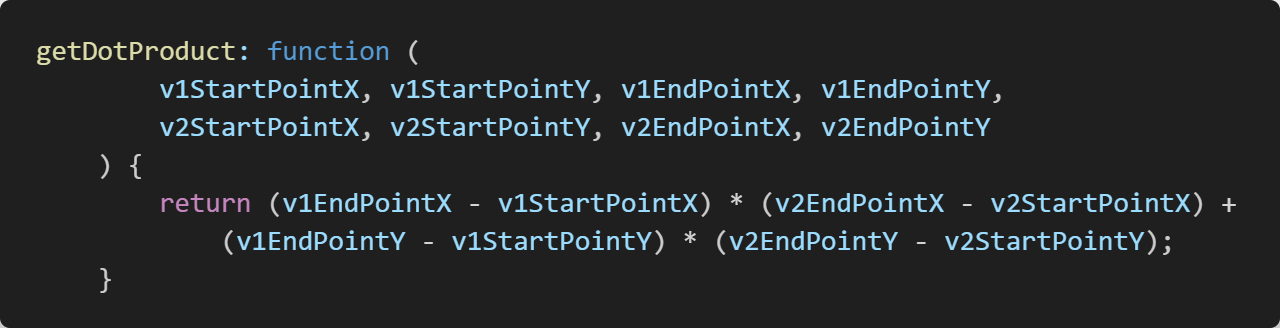 getDotProduct: function (
        v1StartPointX, v1StartPointY, v1EndPointX, v1EndPointY,
        v2StartPointX, v2StartPointY, v2EndPointX, v2EndPointY
    ) {
        return (v1EndPointX - v1StartPointX) * (v2EndPointX - v2StartPointX) +
            (v1EndPointY - v1StartPointY) * (v2EndPointY - v2StartPointY);
    }